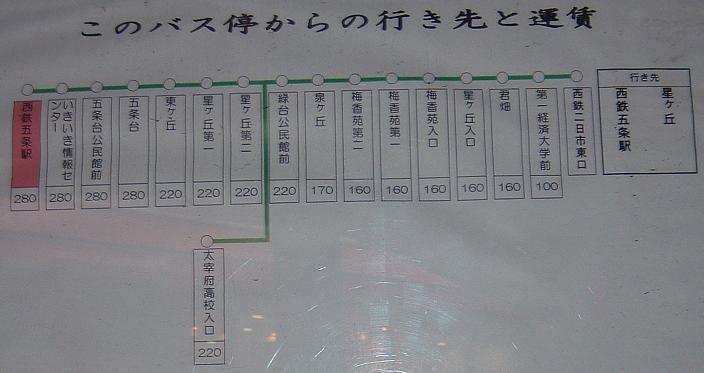 このバス停からの行き先と運賃
西鉄五条駅
280
いきいき情報セ
ンター
280
五条台公民館前
280
五条台
280
東ヶ丘
220
星ヶ丘第一
220
星ヶ丘第二
220
緑台公民館前
220
泉ヶ丘
170
梅香苑第二
160
梅香苑第一
160
梅香苑入口
160
星ヶ丘入口
160
君畑
160
第一経済大学前
100
西鉄二日市東口
行き先
星ヶ丘
西鉄五条駅
太宰府高校入口
220